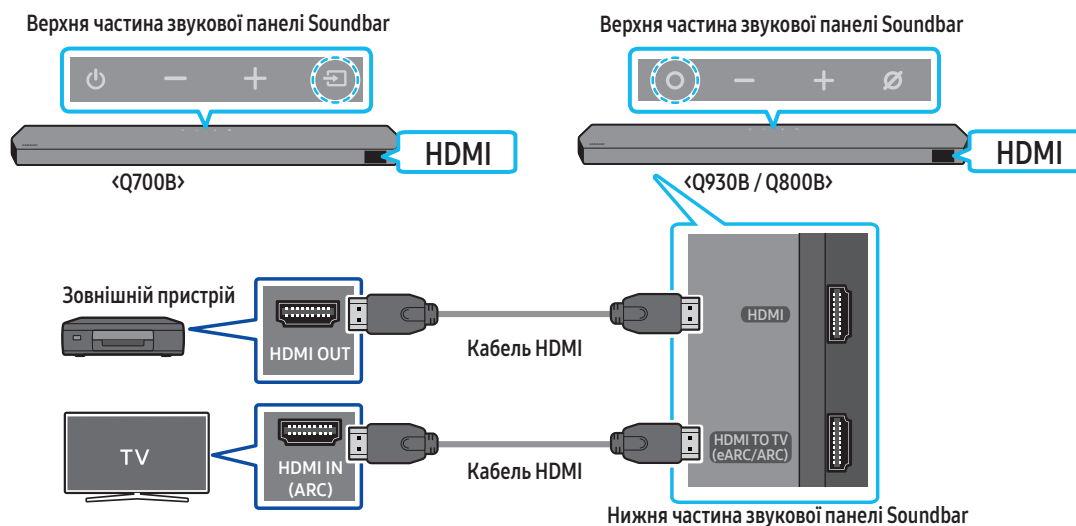 Верхня частина звукової панелі Soundbar
Верхня частина звукової панелі Soundbar
HDMI
HDMI
<Q700B>
<Q930B / Q800B>
Зовнішній пристрій
HDMI OUT
Кабель HDMI
HDMI
TV
HDMI IN
(ARC)
Кабель HDMI
HDMI TO TV
(eARC/ARC)
Нижня частина звукової панелі Soundbar